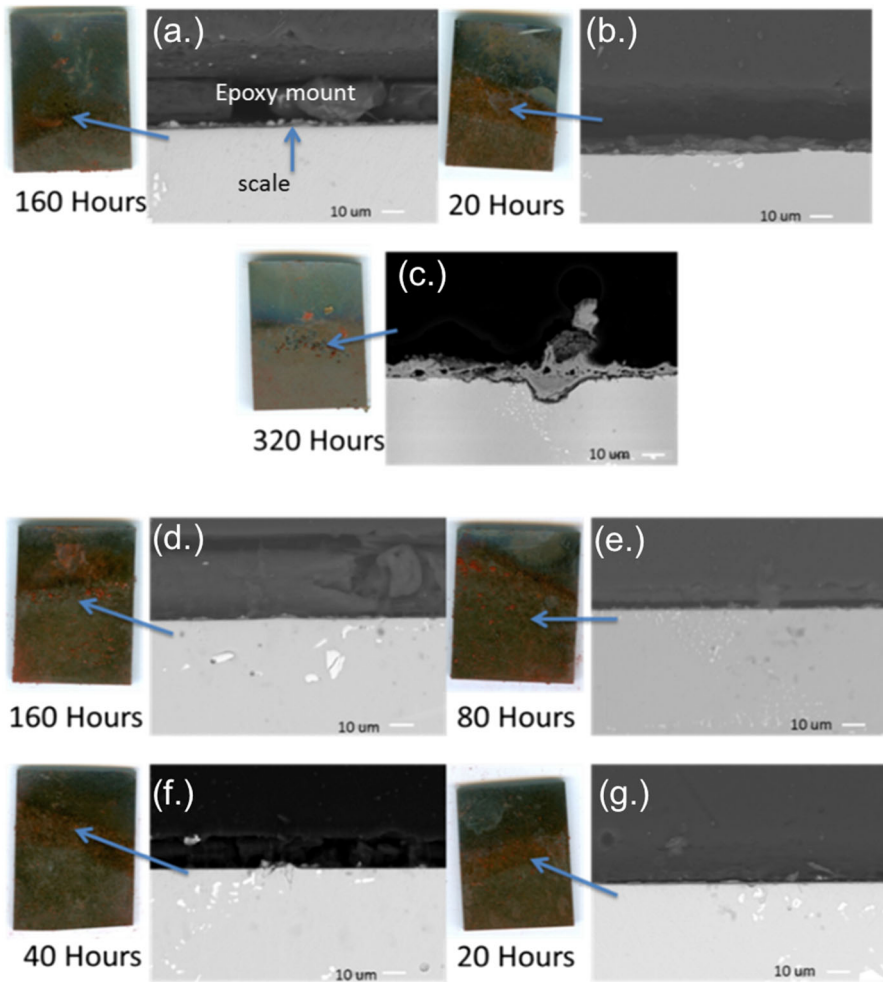 (a.)
Epoxy mount
scale
10 um
160 Hours
(b.)
10 um
20 Hours
(c.)
10 um
320 Hours
(d.)
10 um
160 Hours
(e.)
10 um
80 Hours
(f.)
10 um
40 Hours
(g.)
10 um
20 Hours